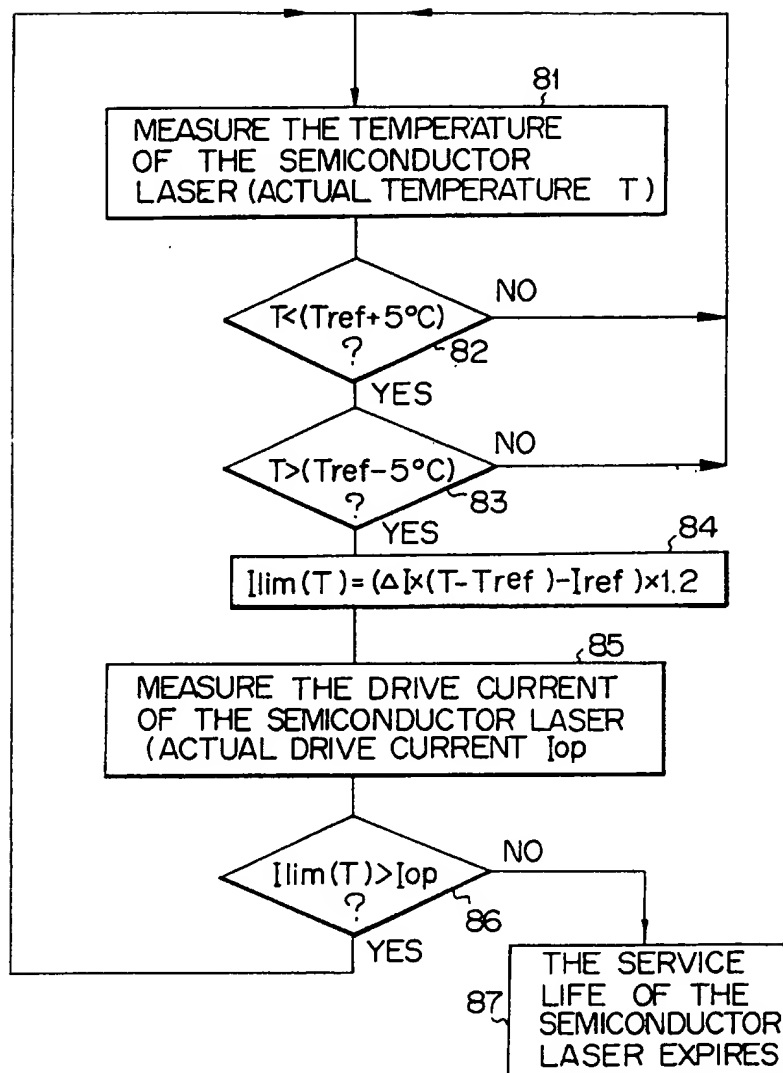 81
MEASURE THE TEMPERATURE
OF THE SEMICONDUCTOR
LASER (ACTUAL TEMPERATURE T)
T<(Tref+5°C)
?
NO
82
YES
T>(Tref-5°C)
?
NO
83
YES
84
Ilim(T)=(ΔI×(T-Tref)-Iref)×1.2
85
MEASURE THE DRIVE CURRENT
OF THE SEMICONDUCTOR LASER
(ACTUAL DRIVE CURRENT Iop
Ilim(T)>Iop
?
NO
86
YES
87
THE SERVICE
LIFE OF THE
SEMICONDUCTOR
LASER EXPIRES